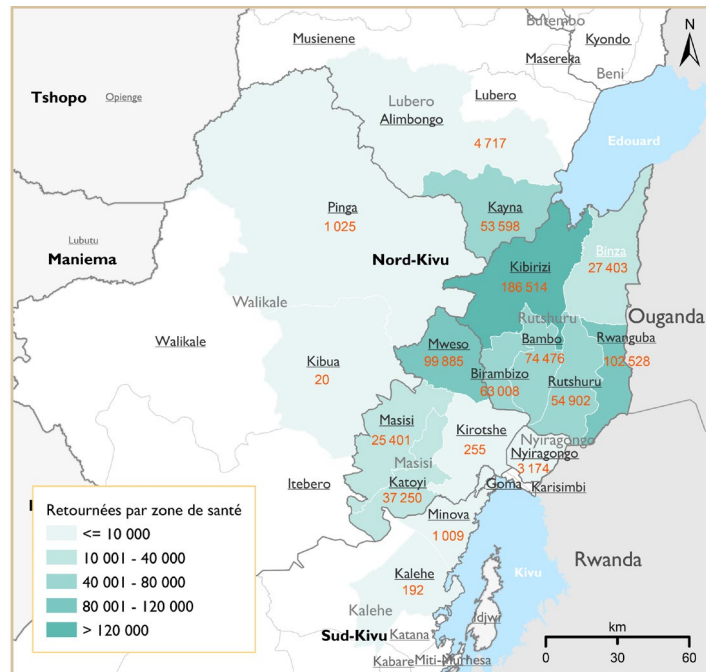 Butembo
Musienene
Kyondo
N
Masereka
Beni
Tshopo
Opienge
Lubero
Lubero
Alimbongo
4 717
Edouard
Pinga
1 025
Kayna
53 598
Lubutu
Maniema
Nord-Kivu
Binza
27 403
Kibirizi
186 514
Walikale
Rutshuru
Ouganda
Walikale
Mweso
99 885
Bambo
74 476
Rwanguba
102 528
Kibua
20
Birambizo
63 008
Rutshuru
54 902
Masisi
25 401
Kirotshe
255
Nyiragongo
Nyiragongo
3 174
Masisi
Itebero
Katoyi
37 250
Goma
Karisimbi
Minova
1 009
Rwanda
Kivu
Kalehe
192
Kalehe
Idjwi
Sud-Kivu
Katana
Kabare
Miti-Murhesa
Retournées par zone de santé
<= 10 000
10 001 - 40 000
40 001 - 80 000
80 001 - 120 000
> 120 000
km
0 30 60